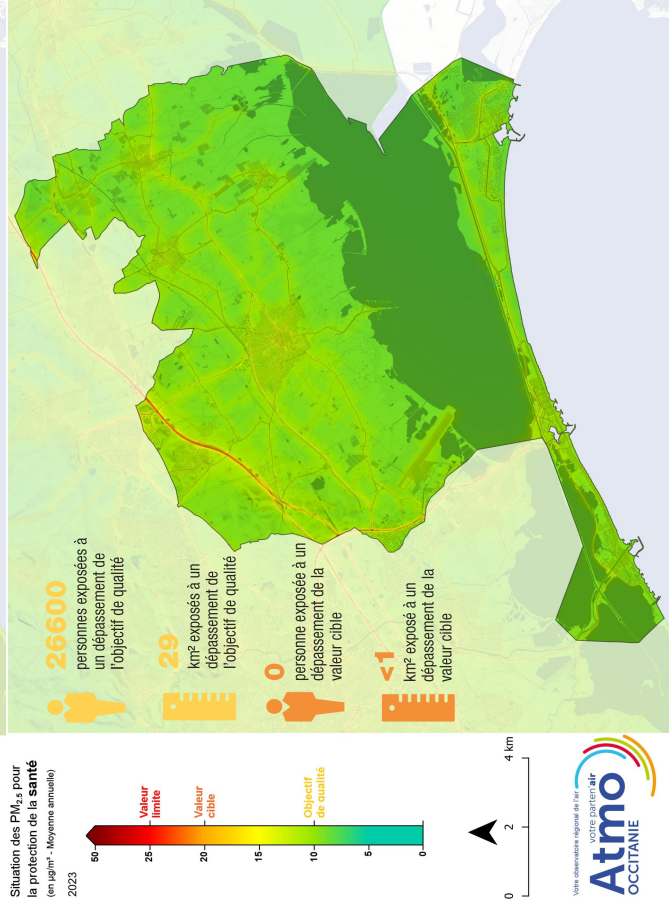 Situation des PM2.5 pour
la protection de la santé
(en µg/m³ - Moyenne annuelle)
2023
50
25
20
15
10
5
0
Valeur
limite
Valeur
cible
Objectif
de qualité
0
2
4 km
Votre observatoire régional de l'air
votre parten'air
Atmo
OCCITANIE
26600
personnes exposées à
un dépassement de
l'objectif de qualité
29
km² exposés à un
dépassement de
l'objectif de qualité
0
personne exposée à un
dépassement de la
valeur cible
<1
km² exposé à un
dépassement de la
valeur cible